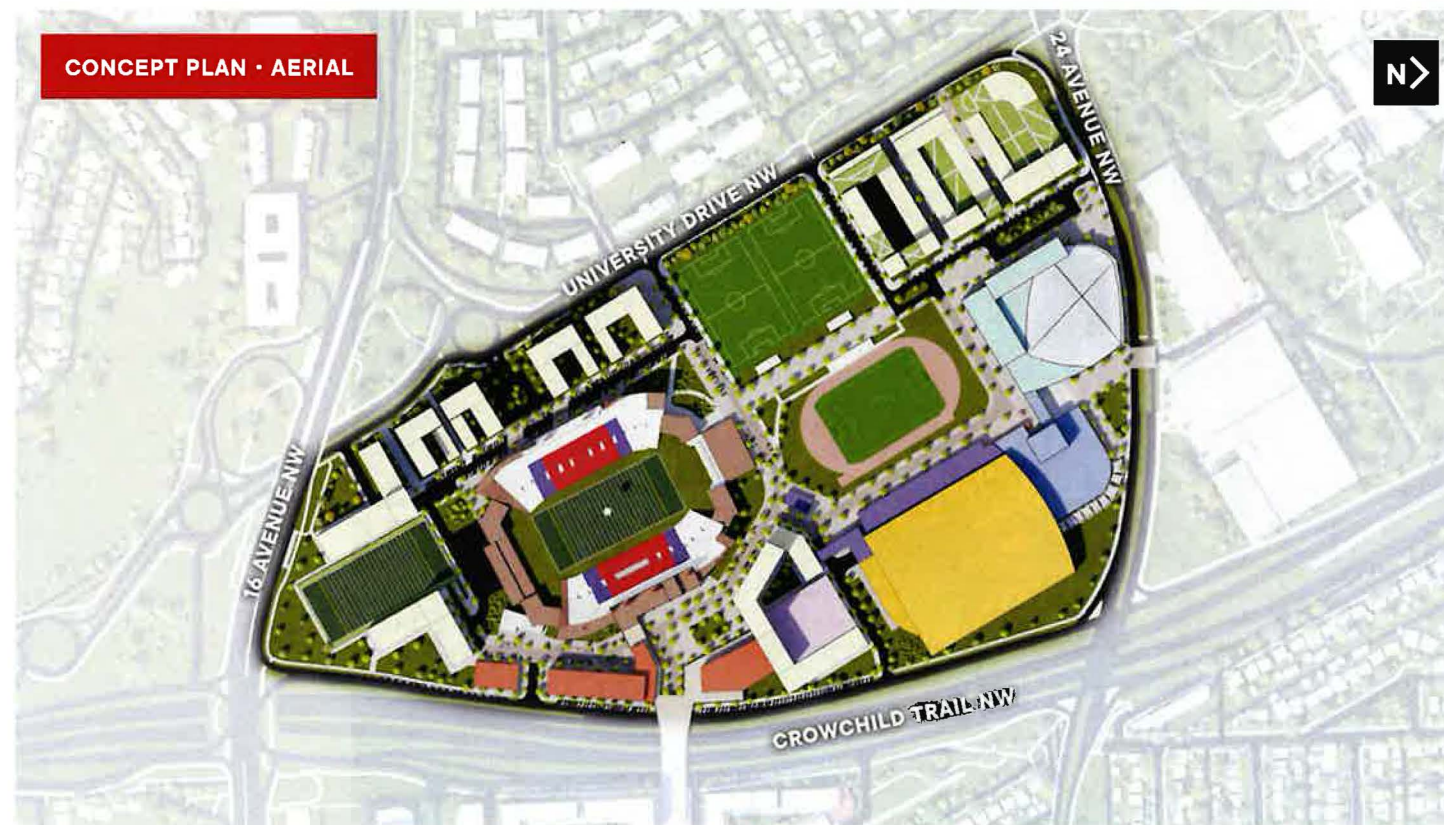 CONCEPT PLAN · AERIAL
N>
24 AVENUE NW
UNIVERSITY DRIVE NW
16 AVENUE NW
CROWCHILD TRAIL NW